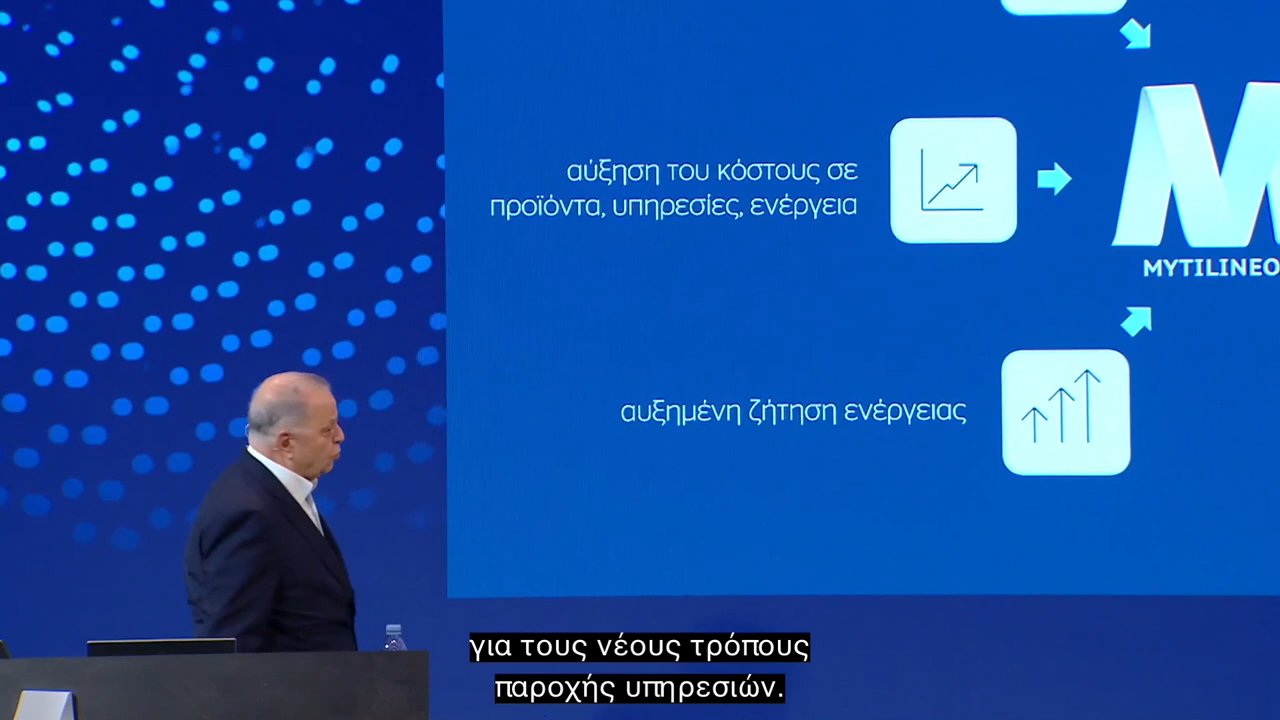 αύξηση του κόστους σε
προϊόντα, υπηρεσίες, ενέργεια
MYTILINEO
αυξημένη ζήτηση ενέργειας
για τους νέους τρόπους
παροχής υπηρεσιών.